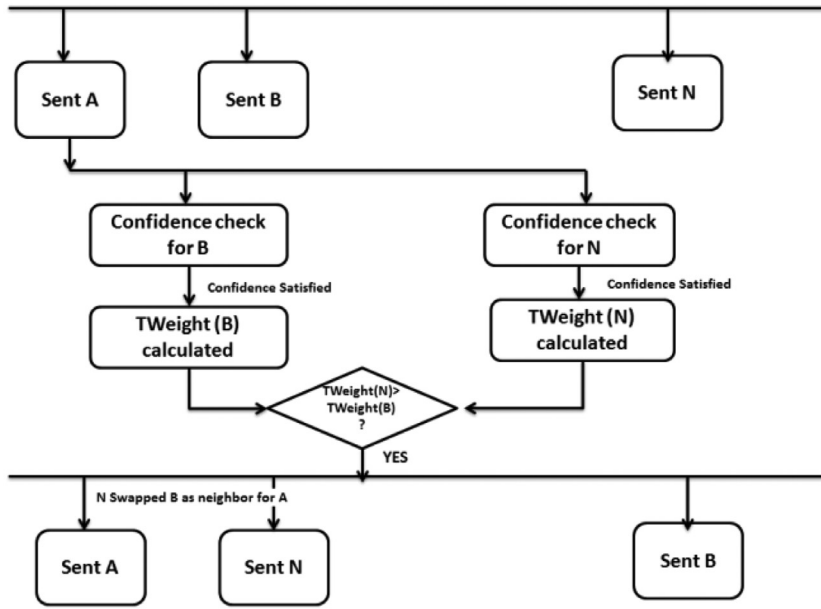 Sent A
Sent B
Sent N
Confidence check
for B
Confidence check
for N
Confidence Satisfied
Confidence Satisfied
TWeight (B)
calculated
TWeight (N)
calculated
TWeight(N)>
TWeight(B)
?
YES
N Swapped B as neighbor for A
Sent A
Sent N
Sent B